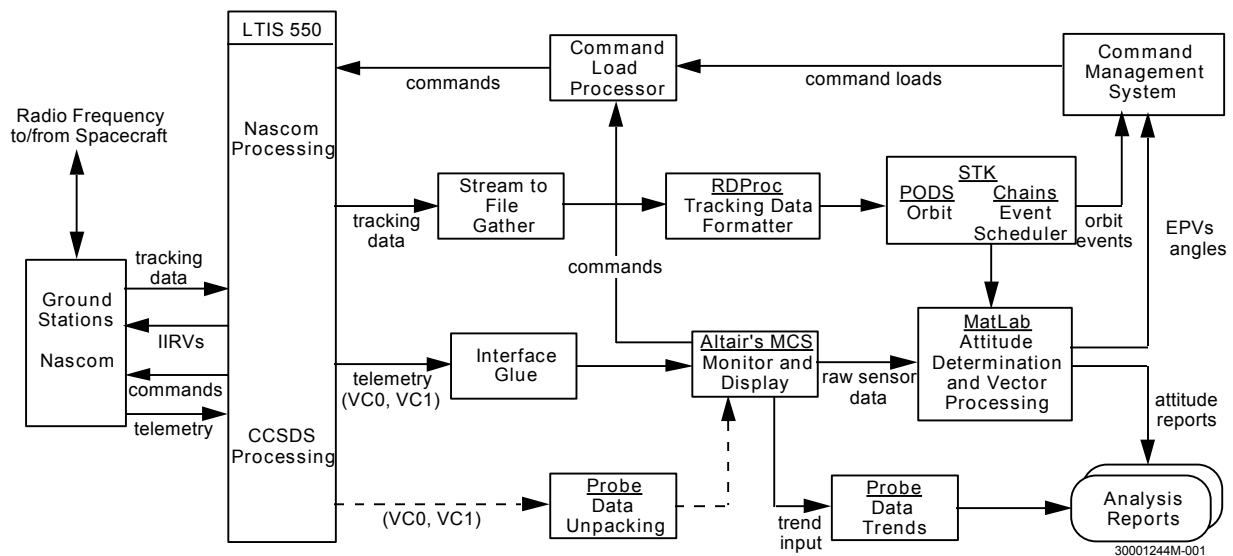 LTIS 550
Nascom
Processing
CCSDS
Processing
Radio Frequency
to/from Spacecraft
Ground
Stations
Nascom
tracking
data
IIRVs
commands
telemetry
commands
Command
Load
Processor
command loads
Command
Management
System
tracking
data
Stream to
File
Gather
RDProc
Tracking Data
Formatter
STK
PODS Chains
Orbit Event
Scheduler
orbit
events
EPVs
angles
commands
telemetry
(VC0, VC1)
Interface
Glue
Altair's MCS
Monitor and
Display
raw sensor
data
MatLab
Attitude
Determination
and Vector
Processing
attitude
reports
(VC0, VC1)
Probe
Data
Unpacking
trend
input
Probe
Data
Trends
Analysis
Reports
30001244M-001